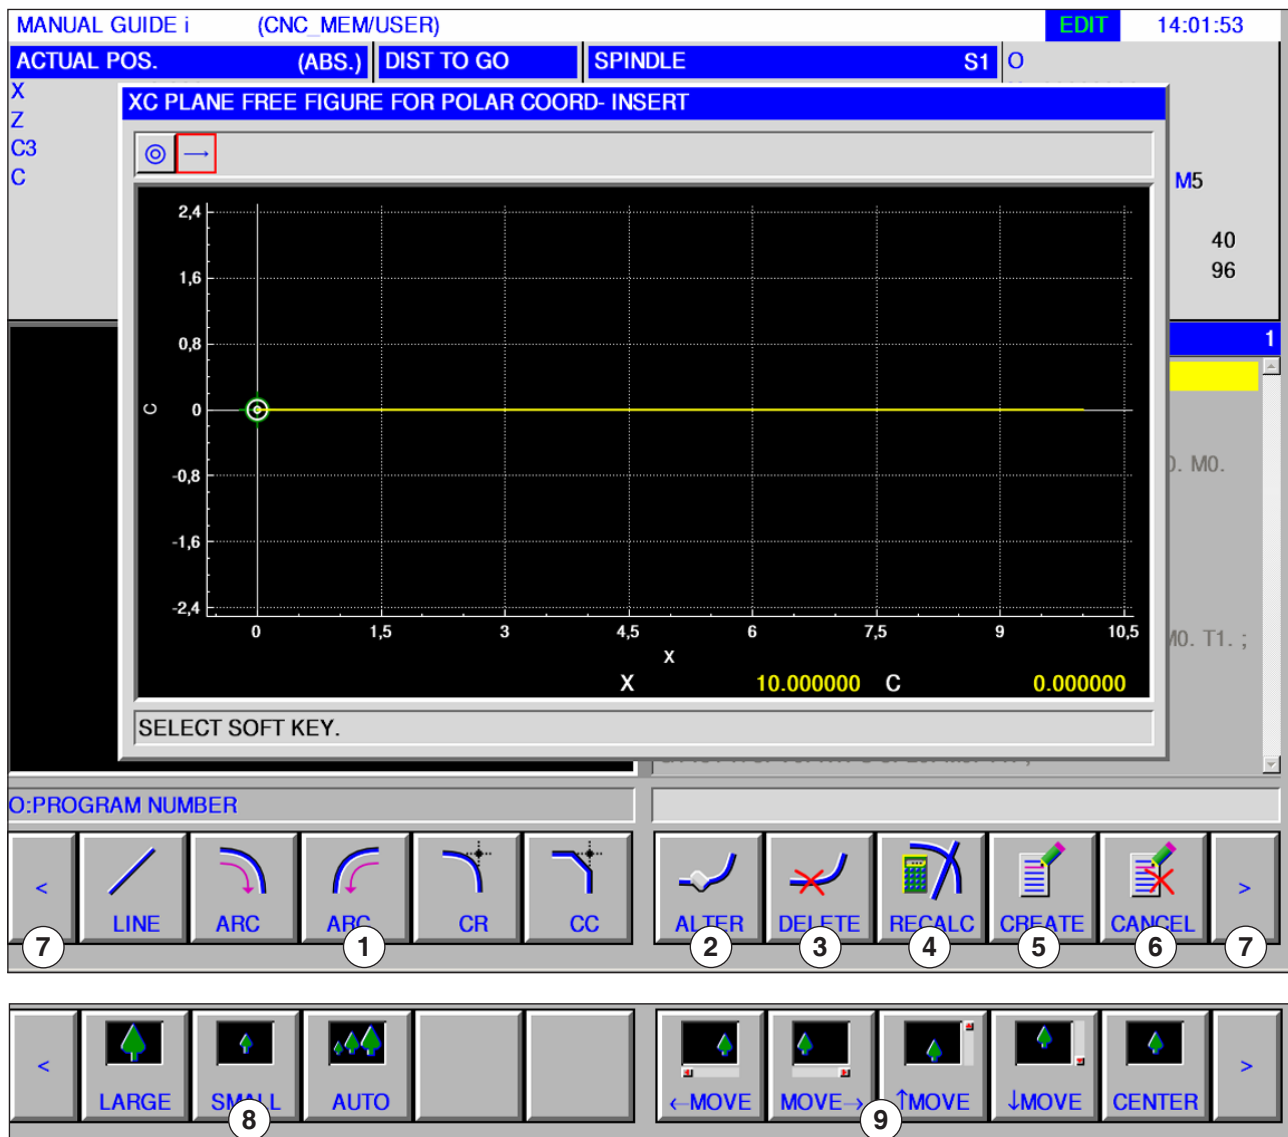 MANUAL GUIDE i (CNC_MEM/USER) EDIT 14:01:53
ACTUAL POS. (ABS.) DIST TO GO SPINDLE S1 O
X
Z
C3
C
M5
40
96
1
XC PLANE FREE FIGURE FOR POLAR COORD- INSERT
2,4
1,6
0,8
C 0
-0,8
-1,6
-2,4
0 1,5 3 4,5 6 7,5 9 10,5
X
X 10.000000 C 0.000000
0. M0.
M0. T1. ;
SELECT SOFT KEY.
O:PROGRAM NUMBER
< LINE ARC ARC CR CC ALTER DELETE RECALC CREATE CANCEL >
7 1 2 3 4 5 6 7
< LARGE SMALL AUTO ←MOVE MOVE→ ↑MOVE ↓MOVE CENTER >
8 9